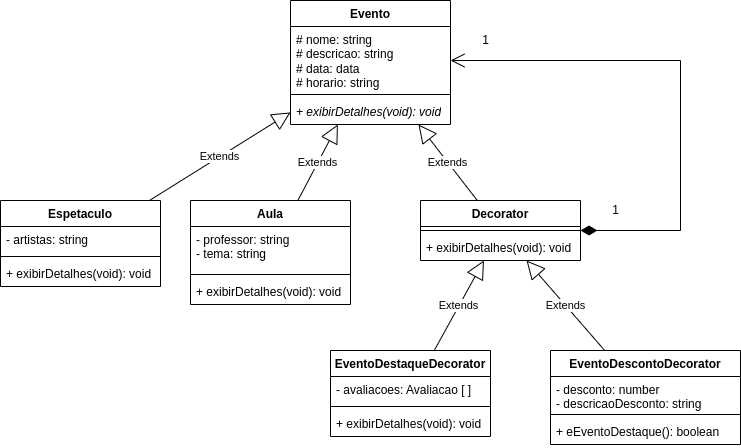 Evento
# nome: string
# descricao: string
# data: data
# horario: string
+ exibirDetalhes(void): void
1
Extends
Extends
Extends
Espetaculo
- artistas: string
+ exibirDetalhes(void): void
Aula
- professor: string
- tema: string
+ exibirDetalhes(void): void
Decorator
+ exibirDetalhes(void): void
1
Extends
Extends
EventoDestaqueDecorator
- avaliacoes: Avaliacao [ ]
+ exibirDetalhes(void): void
EventoDescontoDecorator
- desconto: number
- descricaoDesconto: string
+ eEventoDestaque(): boolean